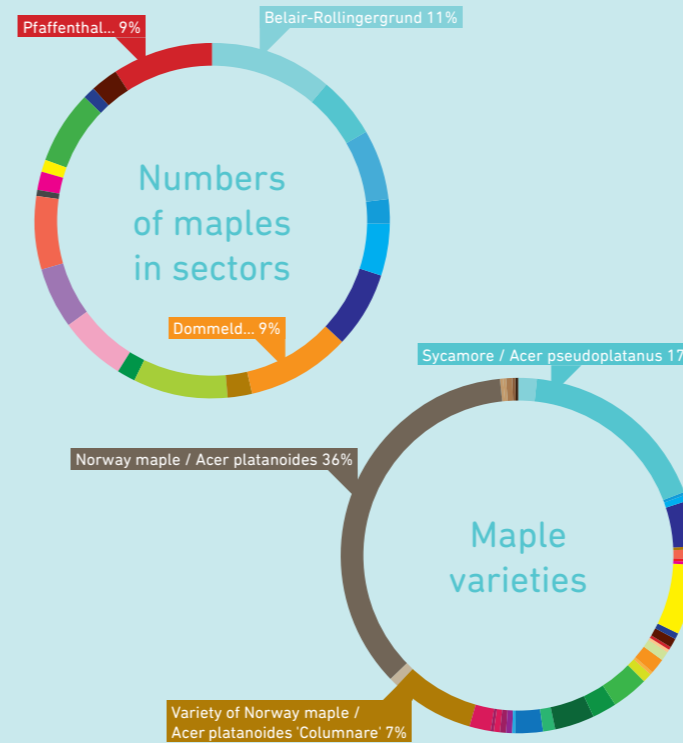 Pfaffenthal... 9%
Belair-Rollingergrund 11%
Numbers
of maples
in sectors
Dommeld... 9%
Sycamore / Acer pseudoplatanus 17
Norway maple / Acer platanoides 36%
Maple
varieties
Variety of Norway maple /
Acer platanoides 'Columnare' 7%